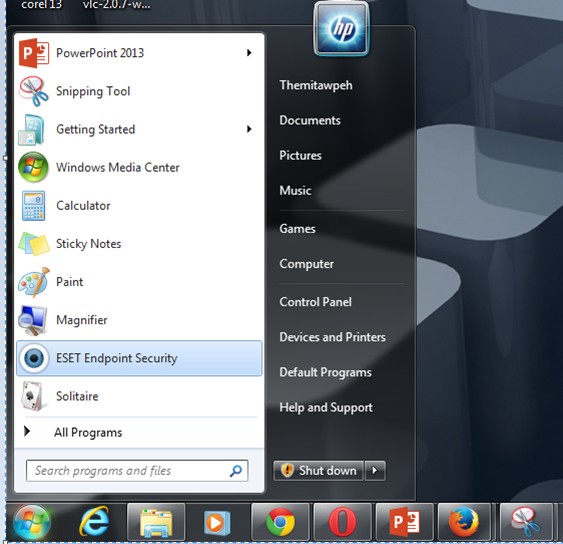 corel 13
vlc-2.0.7-w...
hp
PowerPoint 2013
Snipping Tool
Getting Started
Windows Media Center
Calculator
Sticky Notes
Paint
Magnifier
ESET Endpoint Security
Solitaire
All Programs
Search programs and files
Themitawpeh
Documents
Pictures
Music
Games
Computer
Control Panel
Devices and Printers
Default Programs
Help and Support
Shut down